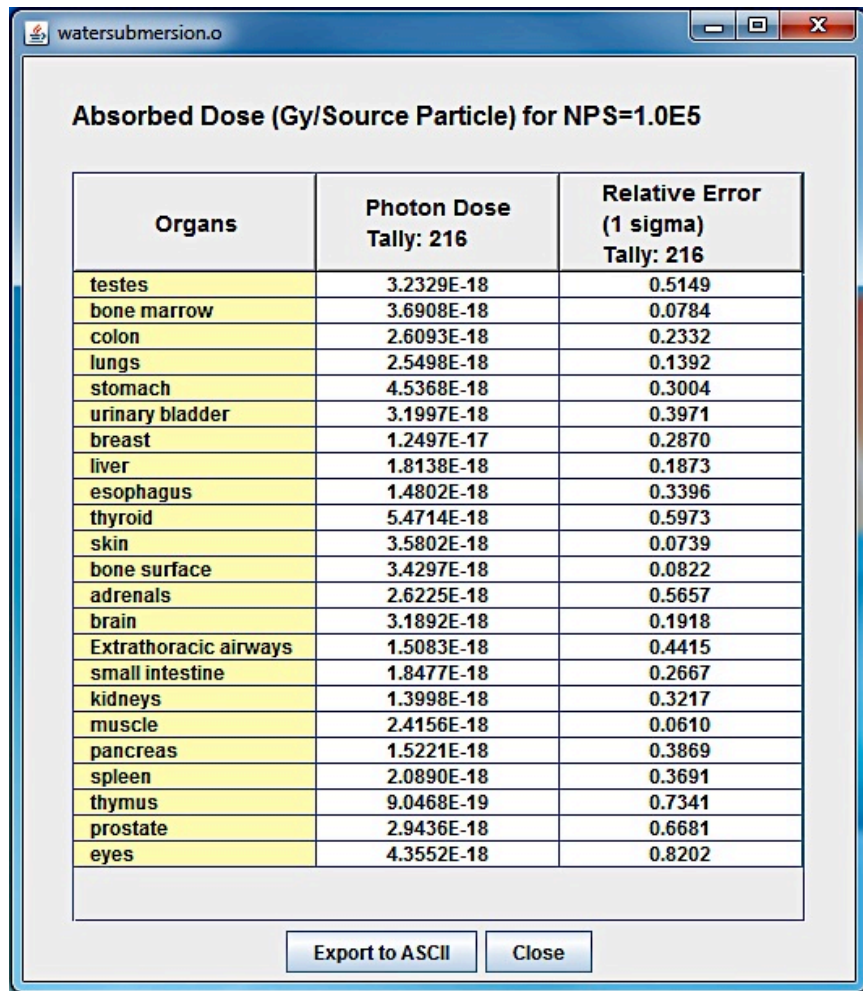 watersubmersion.o
Absorbed Dose (Gy/Source Particle) for NPS=1.0E5
Organs Photon Dose Tally: 216 Relative Error (1 sigma) Tally: 216
testes 3.2329E-18 0.5149
bone marrow 3.6908E-18 0.0784
colon 2.6093E-18 0.2332
lungs 2.5498E-18 0.1392
stomach 4.5368E-18 0.3004
urinary bladder 3.1997E-18 0.3971
breast 1.2497E-17 0.2870
liver 1.8138E-18 0.1873
esophagus 1.4802E-18 0.3396
thyroid 5.4714E-18 0.5973
skin 3.5802E-18 0.0739
bone surface 3.4297E-18 0.0822
adrenals 2.6225E-18 0.5657
brain 3.1892E-18 0.1918
Extrathoracic airways 1.5083E-18 0.4415
small intestine 1.8477E-18 0.2667
kidneys 1.3998E-18 0.3217
muscle 2.4156E-18 0.0610
pancreas 1.5221E-18 0.3869
spleen 2.0890E-18 0.3691
thymus 9.0468E-19 0.7341
prostate 2.9436E-18 0.6681
eyes 4.3552E-18 0.8202
Export to ASCII Close